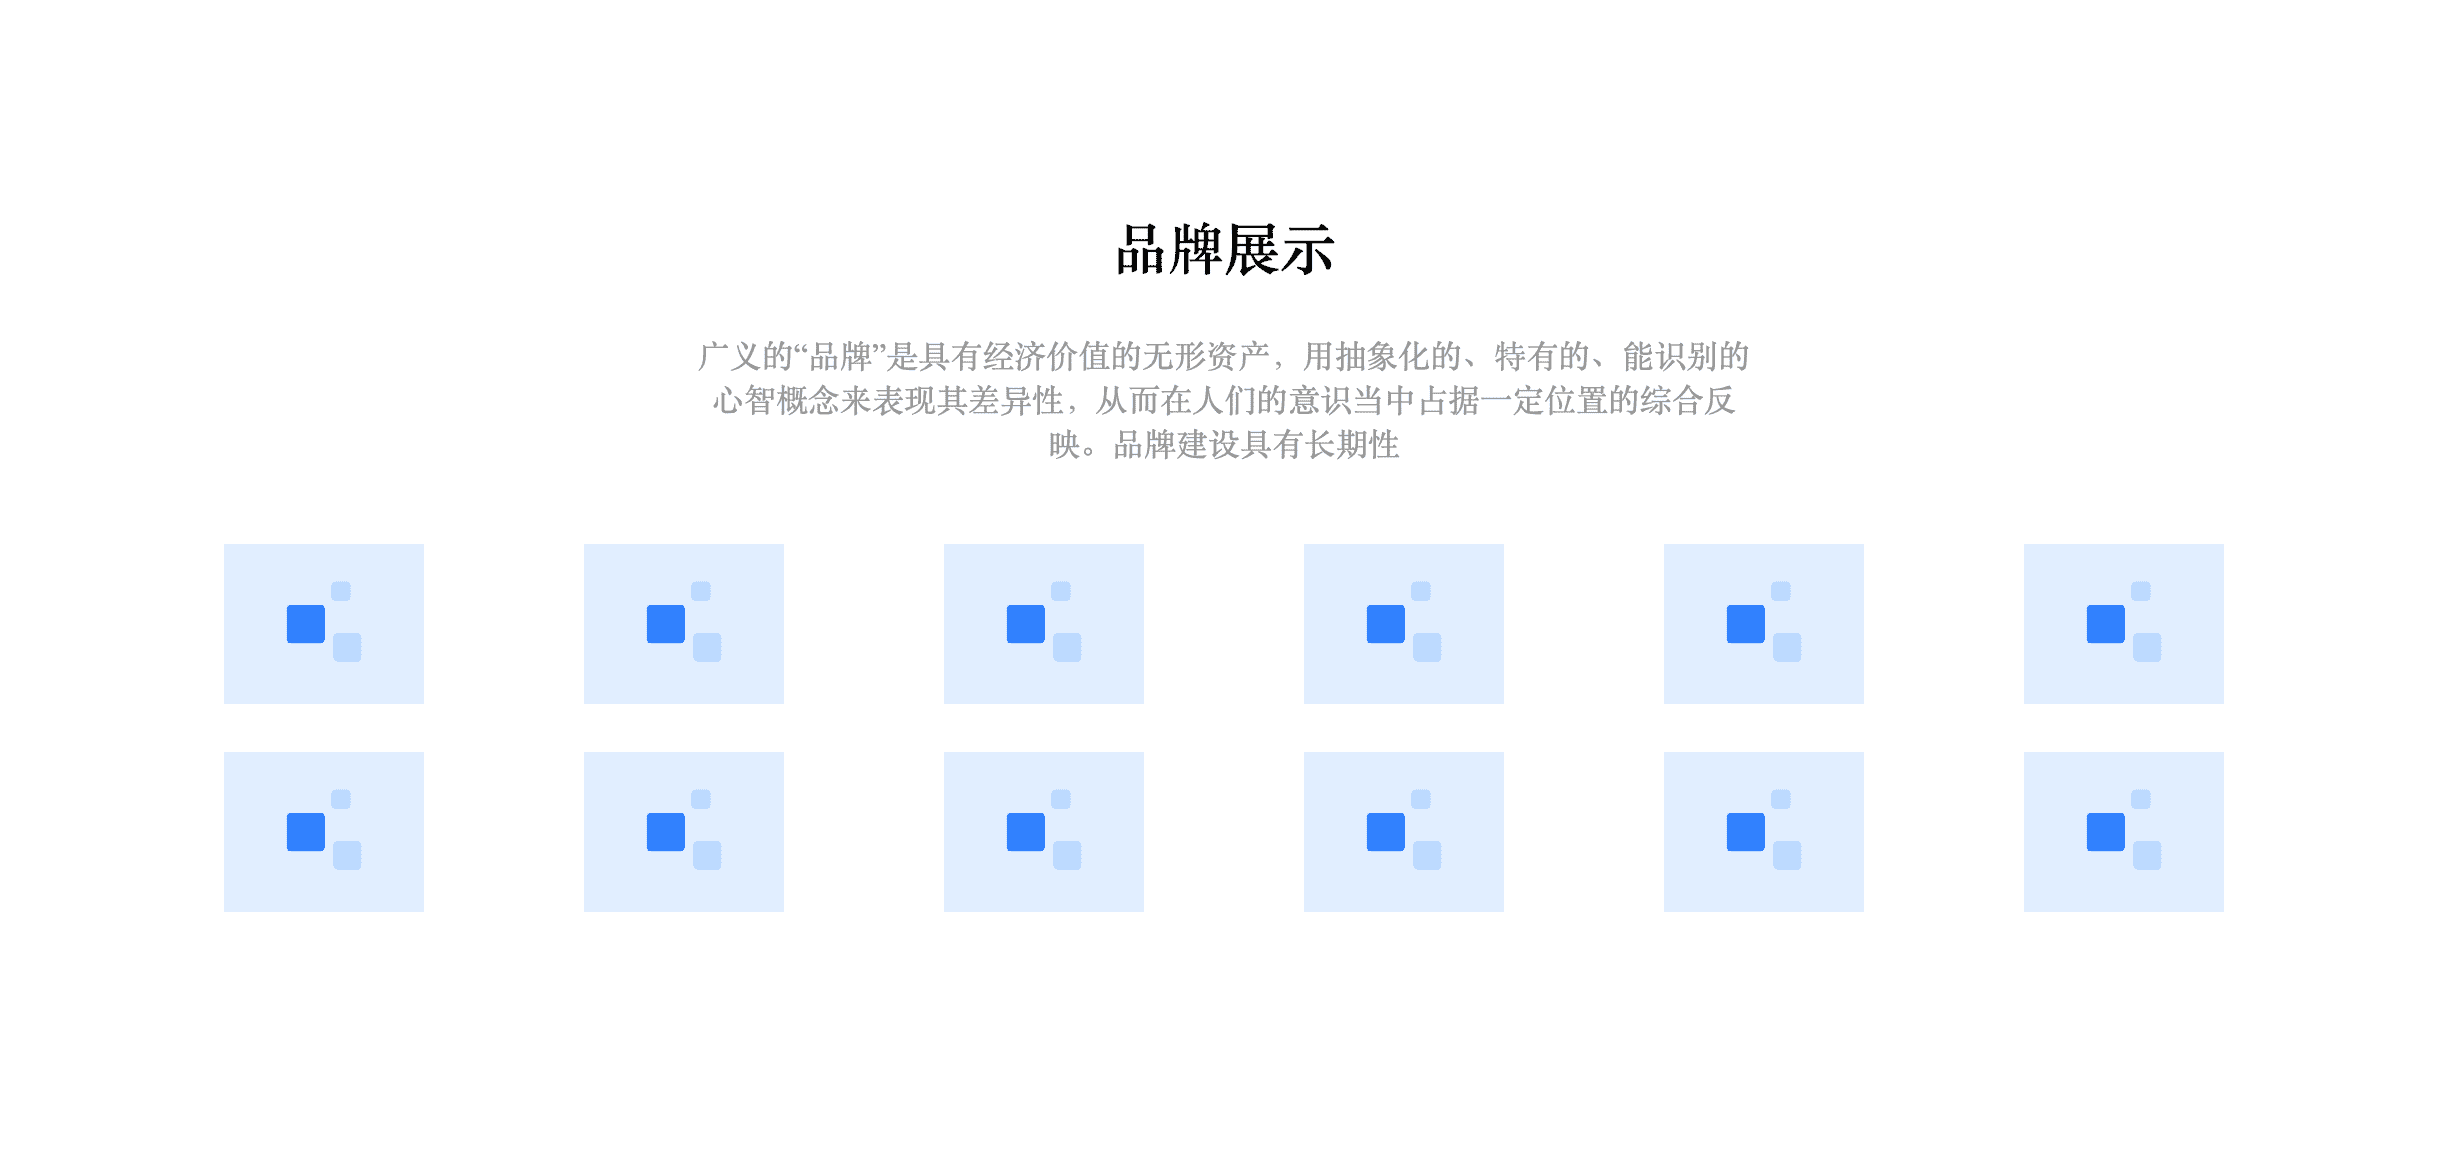 品牌展示
广义的“品牌”是具有经济价值的无形资产，用抽象化的、特有的、能识别的
心智概念来表现其差异性，从而在人们的意识当中占据一定位置的综合反
映。品牌建设具有长期性